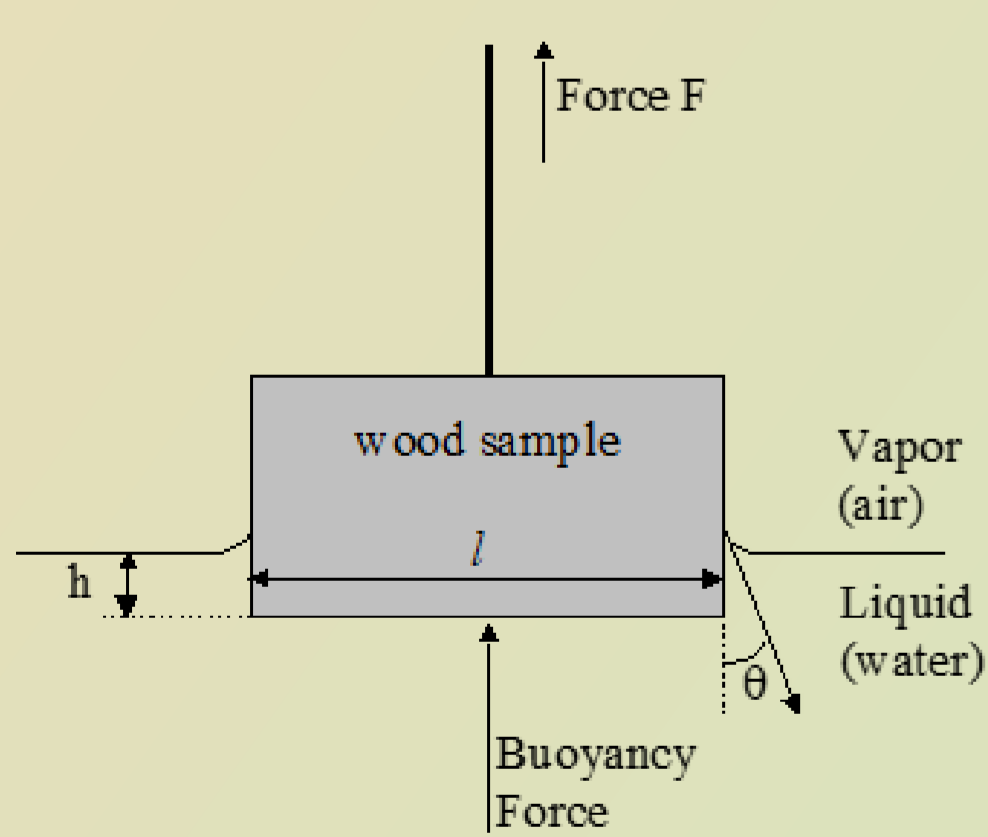 Force F
wood sample
Vapor
(air)
l
h
Liquid
(water)
θ
Buoyancy
Force